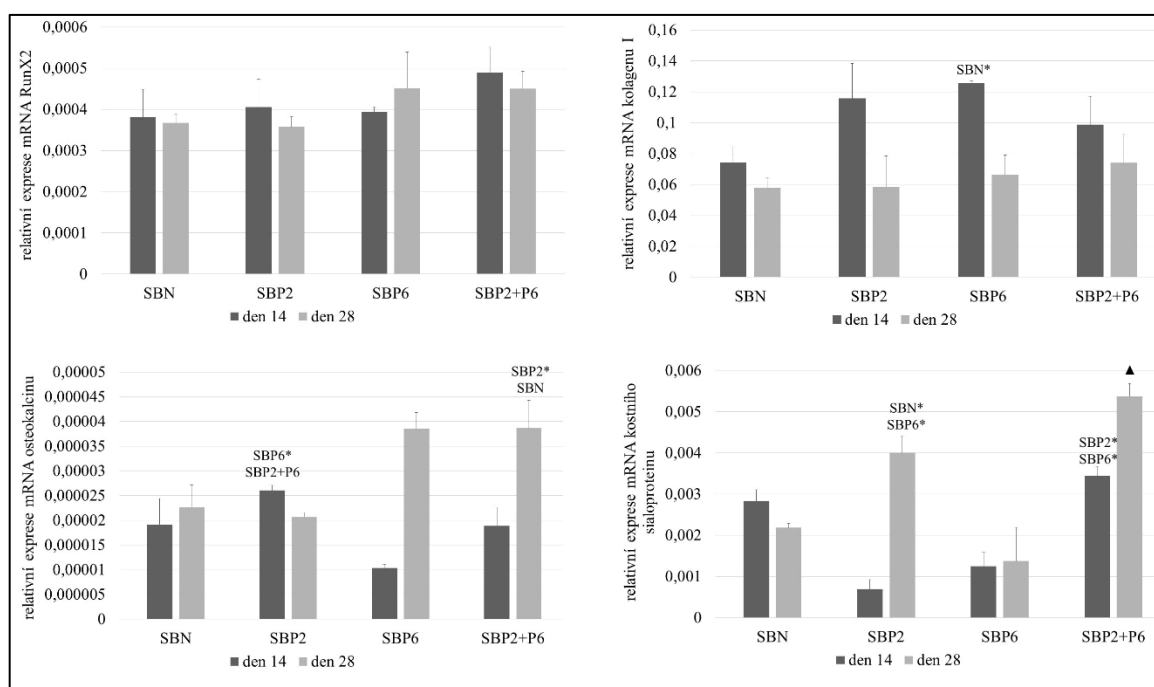 relativní exprese mRNA RunX2
0,0006
0,0005
0,0004
0,0003
0,0002
0,0001
0
SBN SBP2 SBP6 SBP2+P6
den 14 den 28
relativní exprese mRNA kolagenu I
0,16
0,14
0,12
0,1
0,08
0,06
0,04
0,02
0
SBN*
SBN SBP2 SBP6 SBP2+P6
den 14 den 28
relativní exprese mRNA osteokalcinu
0,00005
0,000045
0,00004
0,000035
0,00003
0,000025
0,00002
0,000015
0,00001
0,000005
0
SBP6*
SBP2+P6
SBP2*
SBN
SBN SBP2 SBP6 SBP2+P6
den 14 den 28
relativní exprese mRNA kostního
sialoproteinu
0,006
0,005
0,004
0,003
0,002
0,001
0
SBN*
SBP6*
SBP2*
SBP6*
▲
SBN SBP2 SBP6 SBP2+P6
den 14 den 28